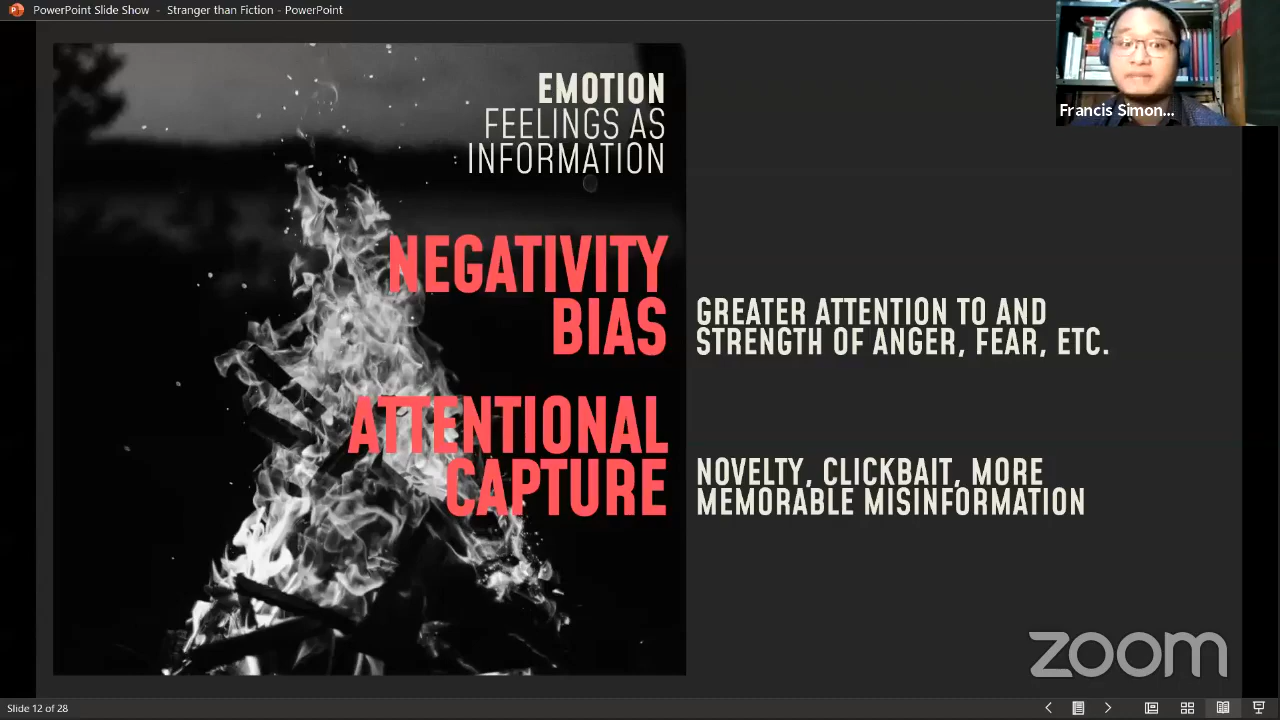 PowerPoint Slide Show - Stranger than Fiction - PowerPoint
Francis Simon...
EMOTION
FEELINGS AS
INFORMATION
NEGATIVITY
BIAS
GREATER ATTENTION TO AND
STRENGTH OF ANGER, FEAR, ETC.
ATTENTIONAL
CAPTURE
NOVELTY, CLICKBAIT, MORE
MEMORABLE MISINFORMATION
zoom
Slide 12 of 28